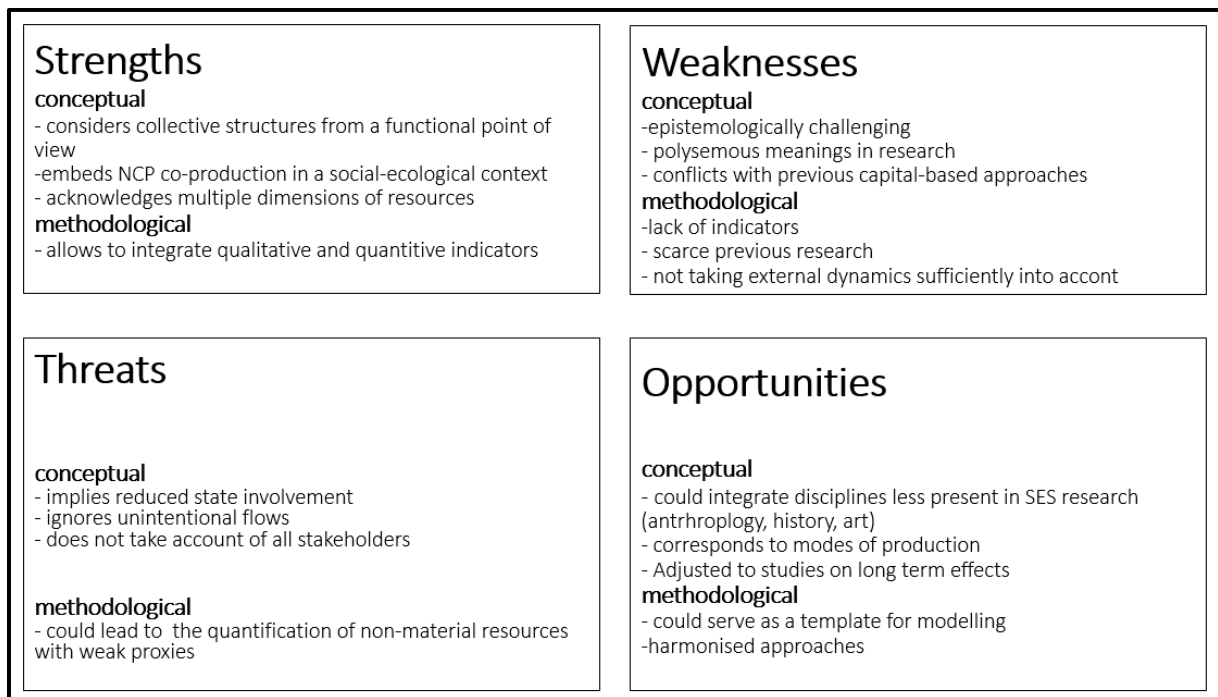 Strengths
conceptual
- considers collective structures from a functional point of
view
-embeds NCP co-production in a social-ecological context
- acknowledges multiple dimensions of resources
methodological
- allows to integrate qualitative and quantitive indicators
Weaknesses
conceptual
-epistemologically challenging
- polysemous meanings in research
- conflicts with previous capital-based approaches
methodological
-lack of indicators
- scarce previous research
- not taking external dynamics sufficiently into accont
Threats
conceptual
- implies reduced state involvement
- ignores unintentional flows
- does not take account of all stakeholders
methodological
- could lead to the quantification of non-material resources
with weak proxies
Opportunities
conceptual
- could integrate disciplines less present in SES research
(antrhroplogy, history, art)
- corresponds to modes of production
- Adjusted to studies on long term effects
methodological
- could serve as a template for modelling
-harmonised approaches